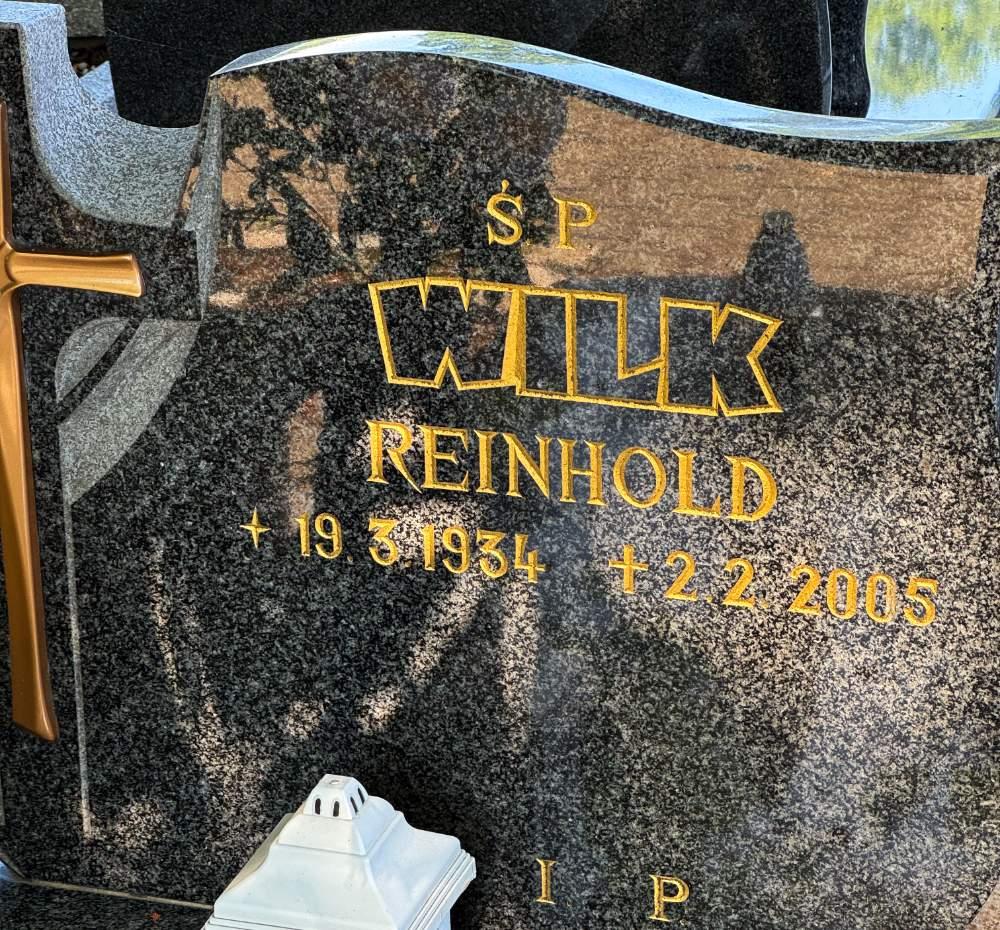 Ś P
WILK
REINHOLD
19.3.1934 + 2.2.2005
I P